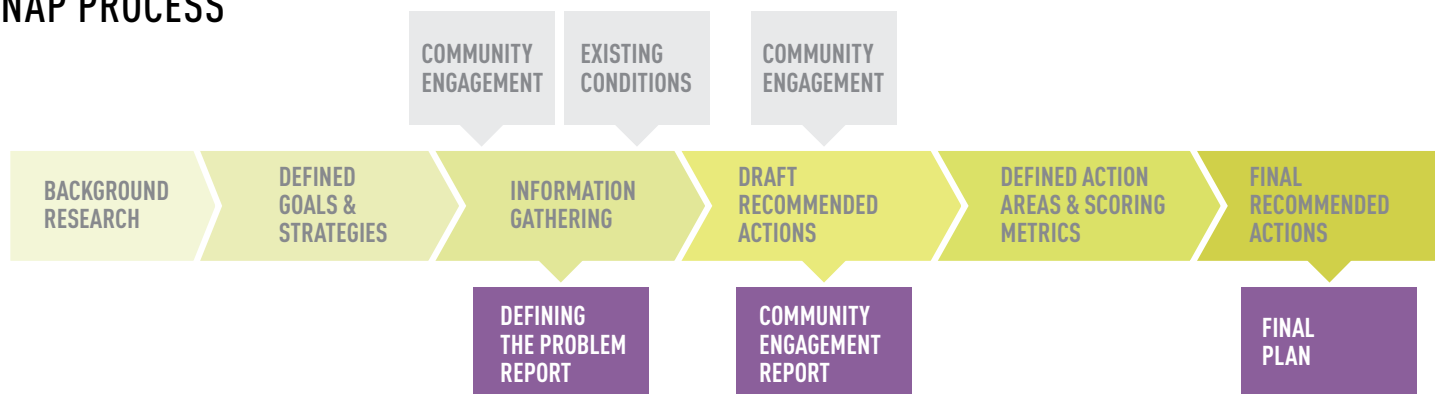 NAP PROCESS
COMMUNITY
ENGAGEMENT
EXISTING
CONDITIONS
COMMUNITY
ENGAGEMENT
BACKGROUND
RESEARCH
DEFINED
GOALS &
STRATEGIES
INFORMATION
GATHERING
DRAFT
RECOMMENDED
ACTIONS
DEFINED ACTION
AREAS & SCORING
METRICS
FINAL
RECOMMENDED
ACTIONS
DEFINING
THE PROBLEM
REPORT
COMMUNITY
ENGAGEMENT
REPORT
FINAL
PLAN